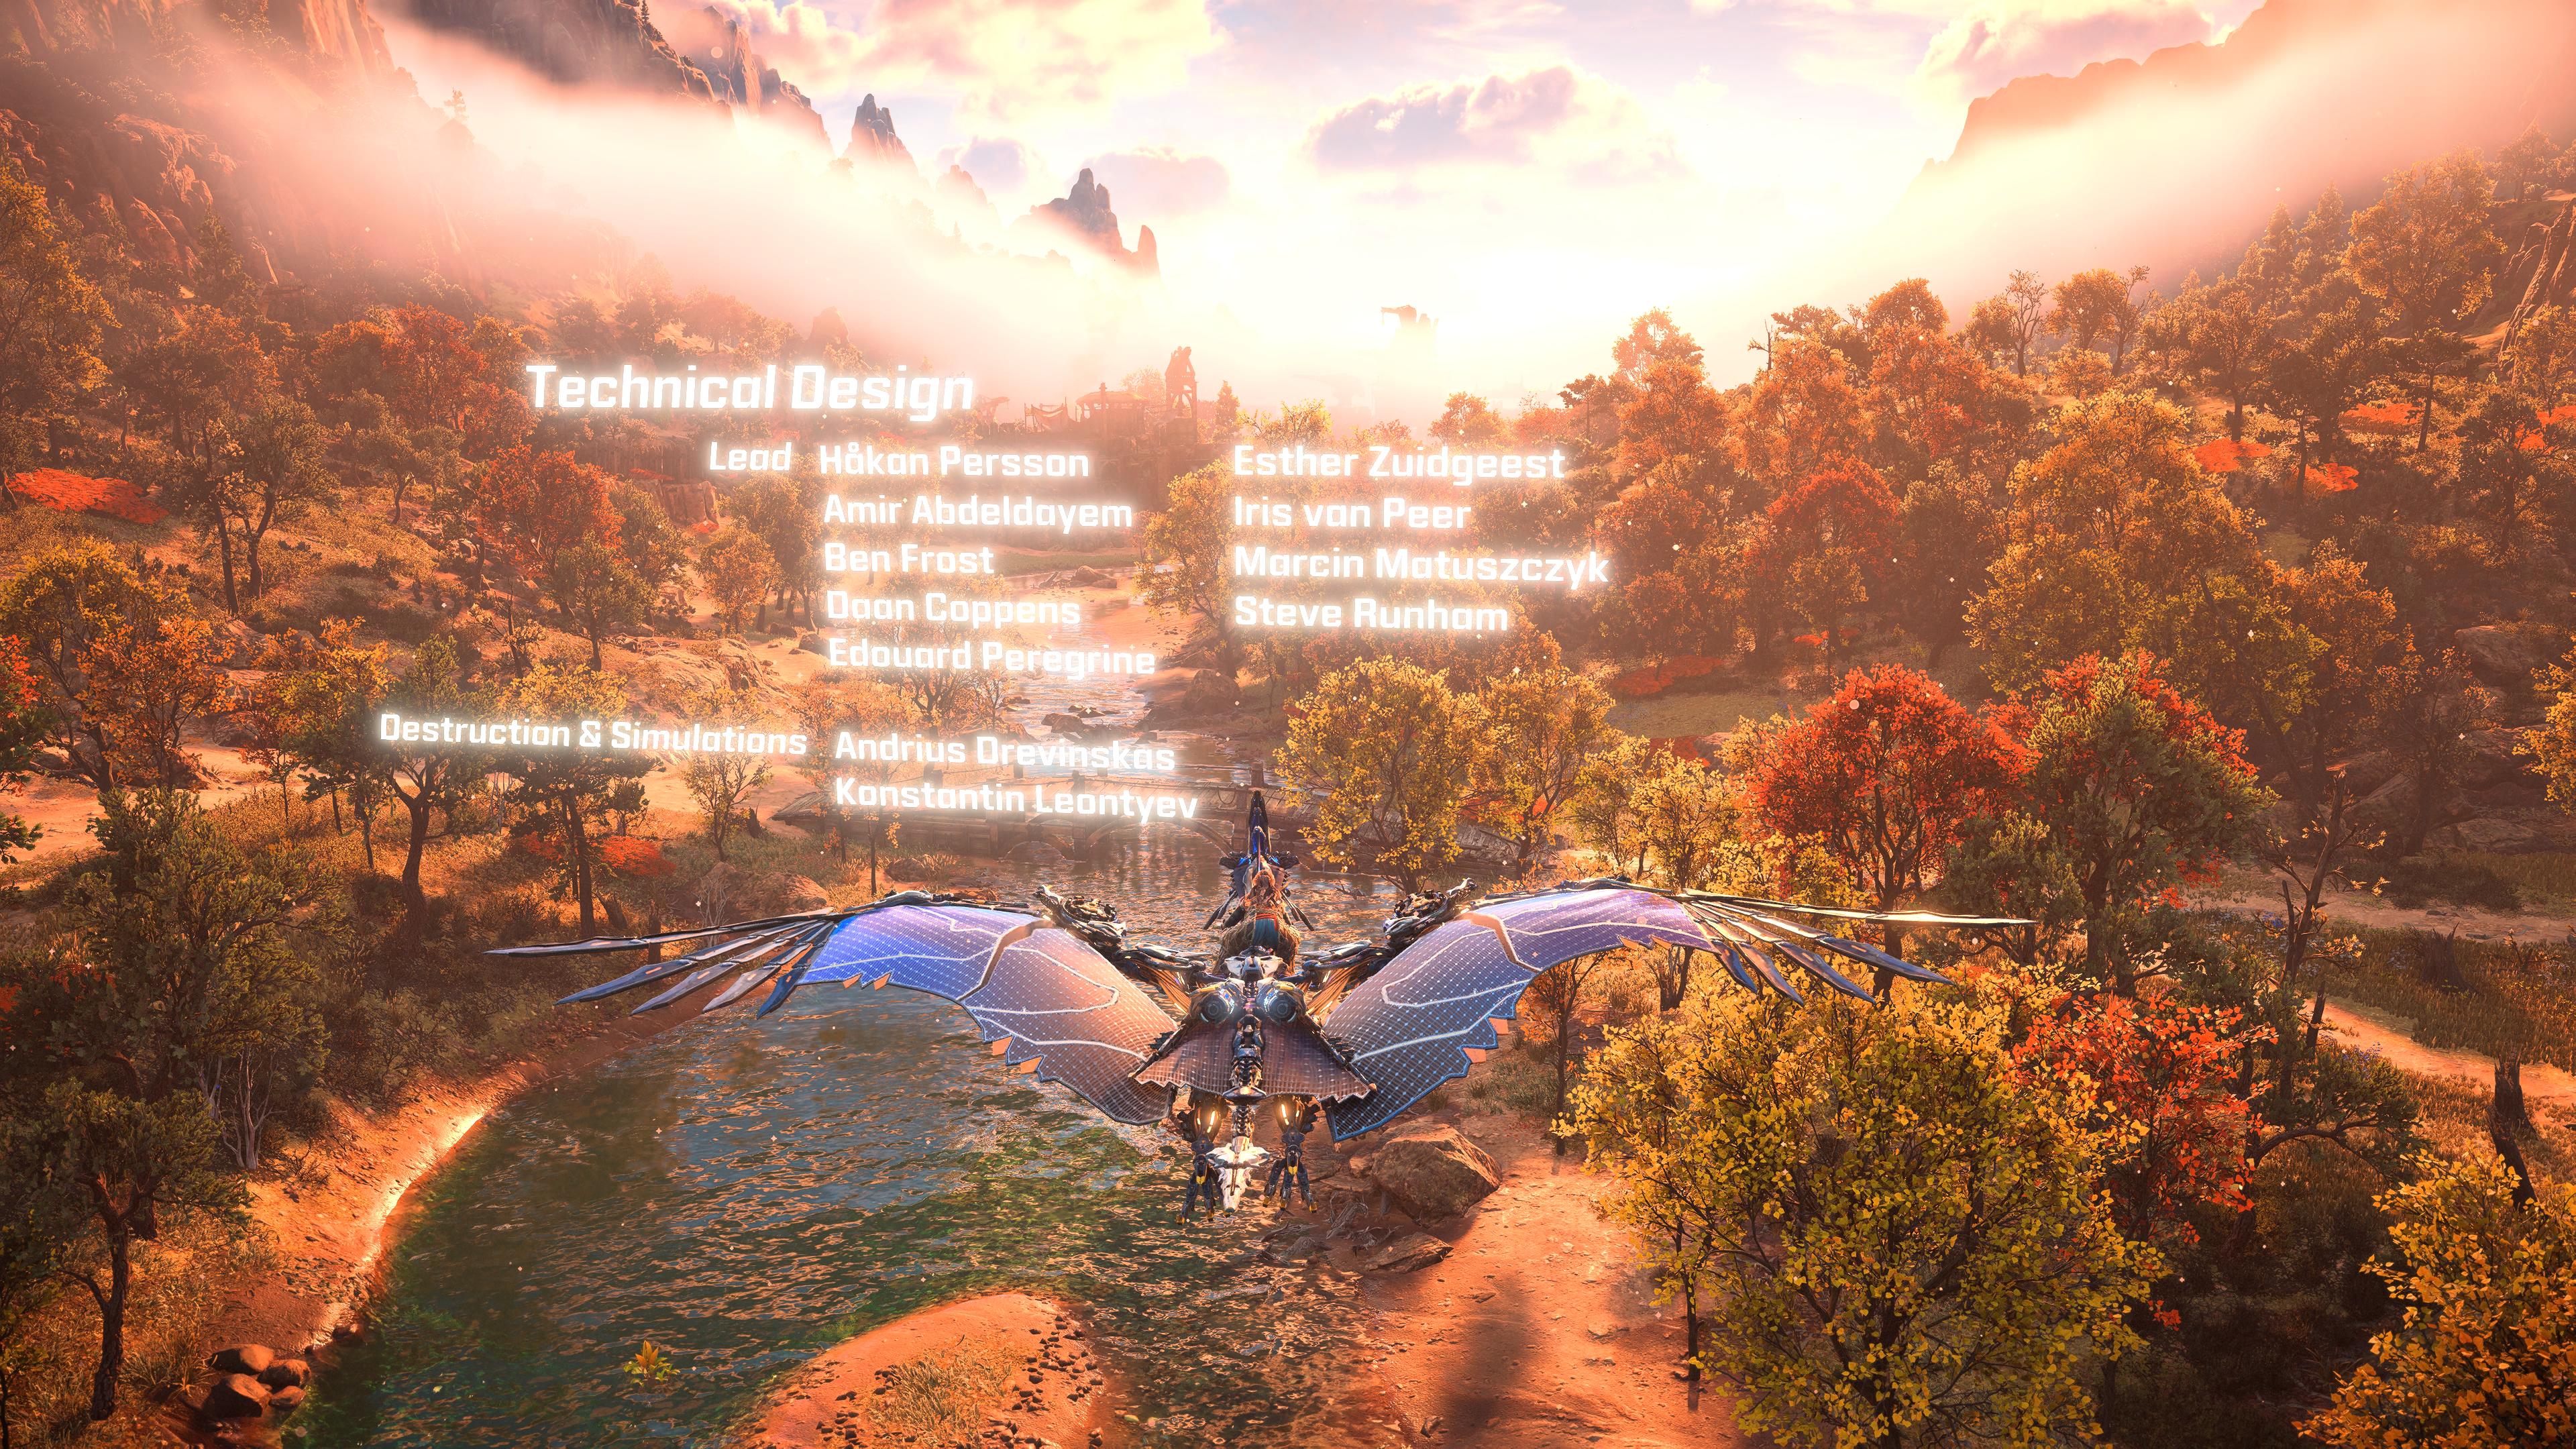 Technical Design
Lead Håkan Persson
Amir Abdeldayem
Ben Frost
Daan Coppens
Edouard Peregrine
Esther Zuidgeest
Iris van Peer
Marcin Matuszczyk
Steve Runham
Destruction & Simulations Andrius Drevinskas
Konstantin Leontyev